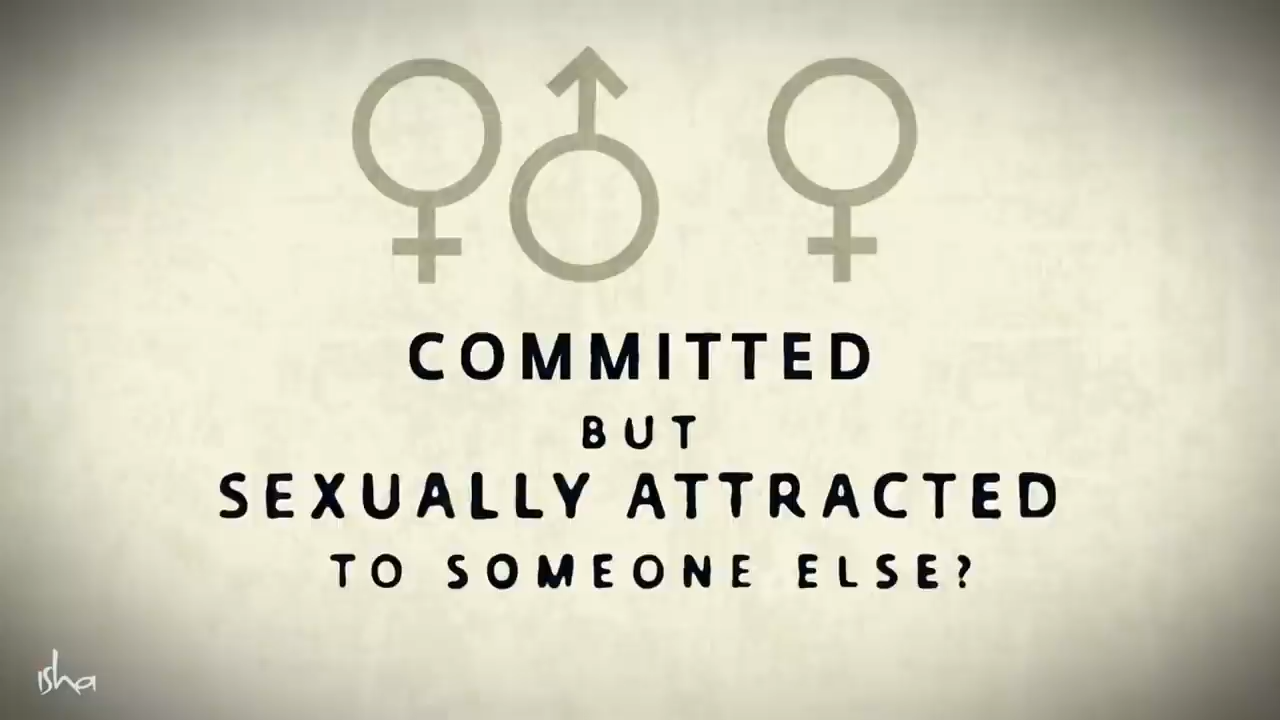 COMMITTED
BUT
SEXUALLY ATTRACTED
TO SOMEONE ELSE?
isha